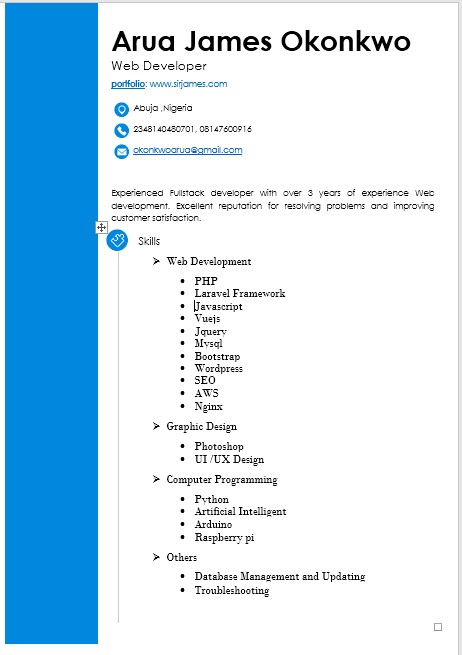 Arua James Okonkwo
Web Developer
portfolio: www.sirjames.com
Abuja ,Nigeria
2348140480701, 08147600916
okonkwoarua@gmail.com
Experienced Fullstack developer with over 3 years of experience Web
development. Excellent reputation for resolving problems and improving
customer satisfaction.
Skills
➢ Web Development
• PHP
• Laravel Framework
• Javascript
• Vuejs
• Jquery
• Mysql
• Bootstrap
• Wordpress
• SEO
• AWS
• Nginx
➢ Graphic Design
• Photoshop
• UI /UX Design
➢ Computer Programming
• Python
• Artificial Intelligent
• Arduino
• Raspberry pi
➢ Others
• Database Management and Updating
• Troubleshooting